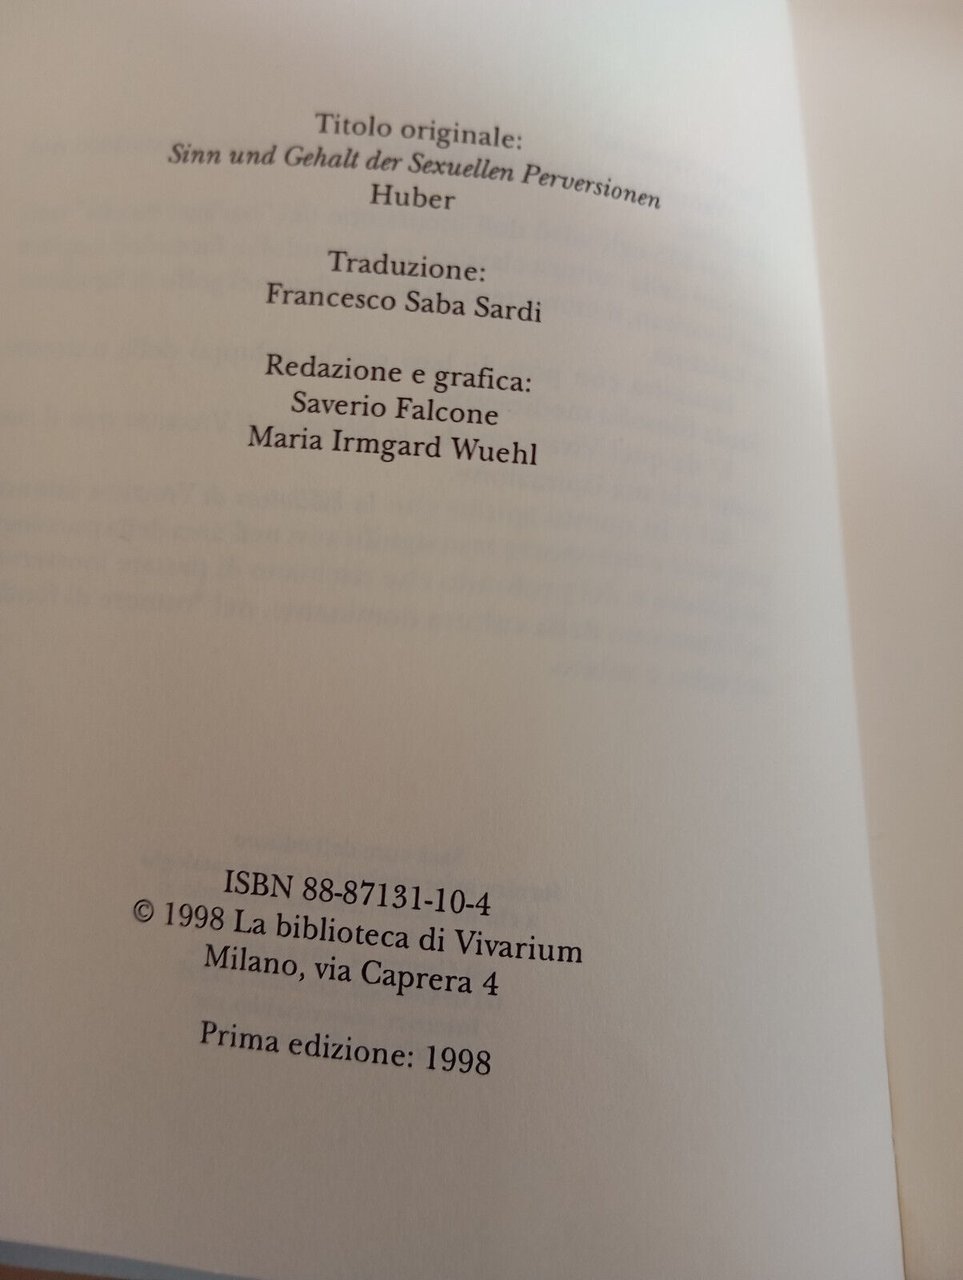 Titolo originale:
Sinn und Gehalt der Sexuellen Perversionen
Huber
Traduzione:
Francesco Saba Sardi
Redazione e grafica:
Saverio Falcone
Maria Irmgard Wuehl
ISBN 88-87131-10-4
© 1998 La biblioteca di Vivarium
Milano, via Caprera 4
Prima edizione: 1998